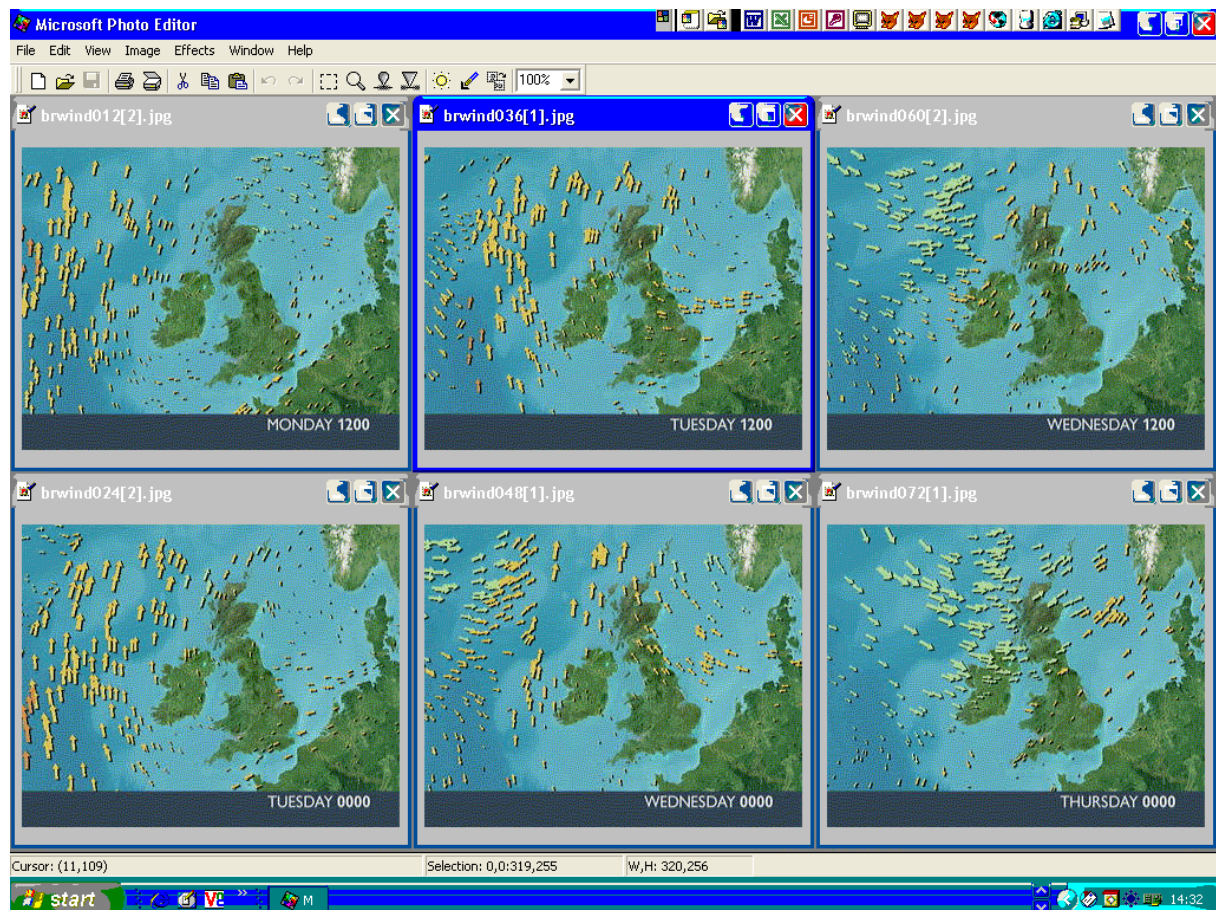 Microsoft Photo Editor
File Edit View Image Effects Window Help
100%
brwind012[2].jpg
brwind036[1].jpg
brwind060[2].jpg
MONDAY 1200
TUESDAY 1200
WEDNESDAY 1200
brwind024[2].jpg
brwind048[1].jpg
brwind072[1].jpg
TUESDAY 0000
WEDNESDAY 0000
THURSDAY 0000
Cursor: (11,109) Selection: 0,0:319,255 W,H: 320,256
start M 14:32